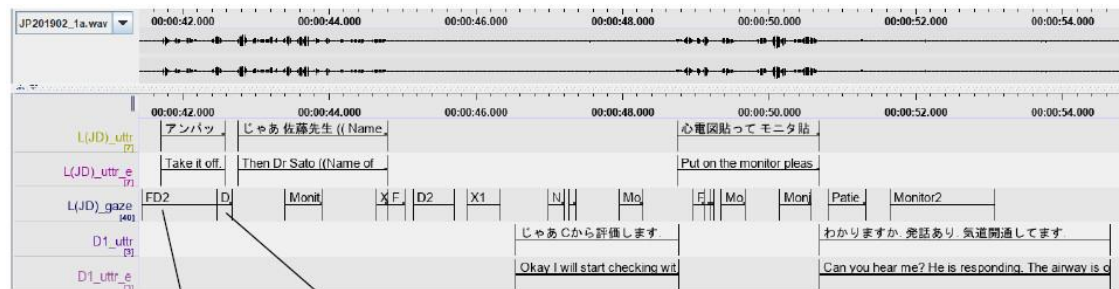 JP201902_1a.wav
00:00:42.000 00:00:44.000 00:00:46.000 00:00:48.000 00:00:50.000 00:00:52.000 00:00:54.000
00:00:42.000 00:00:44.000 00:00:46.000 00:00:48.000 00:00:50.000 00:00:52.000 00:00:54.000
L(JD)_uttr アンパッ じゃあ 佐藤先生 (( Name 心電図貼って モニタ貼
[7]
L(JD)_uttr_e Take it off. Then Dr Sato ((Name of Put on the monitor pleas
[7]
L(JD)_gaze FD2 D Monit X F D2 X1 N Mo F Mo Moni Patie Monitor2
[40]
D1_uttr じゃあ Cから評価します. わかりますか. 発話あり. 気道開通してます.
[3]
D1_uttr_e Okay I will start checking wit Can you hear me? He is responding. The airway is